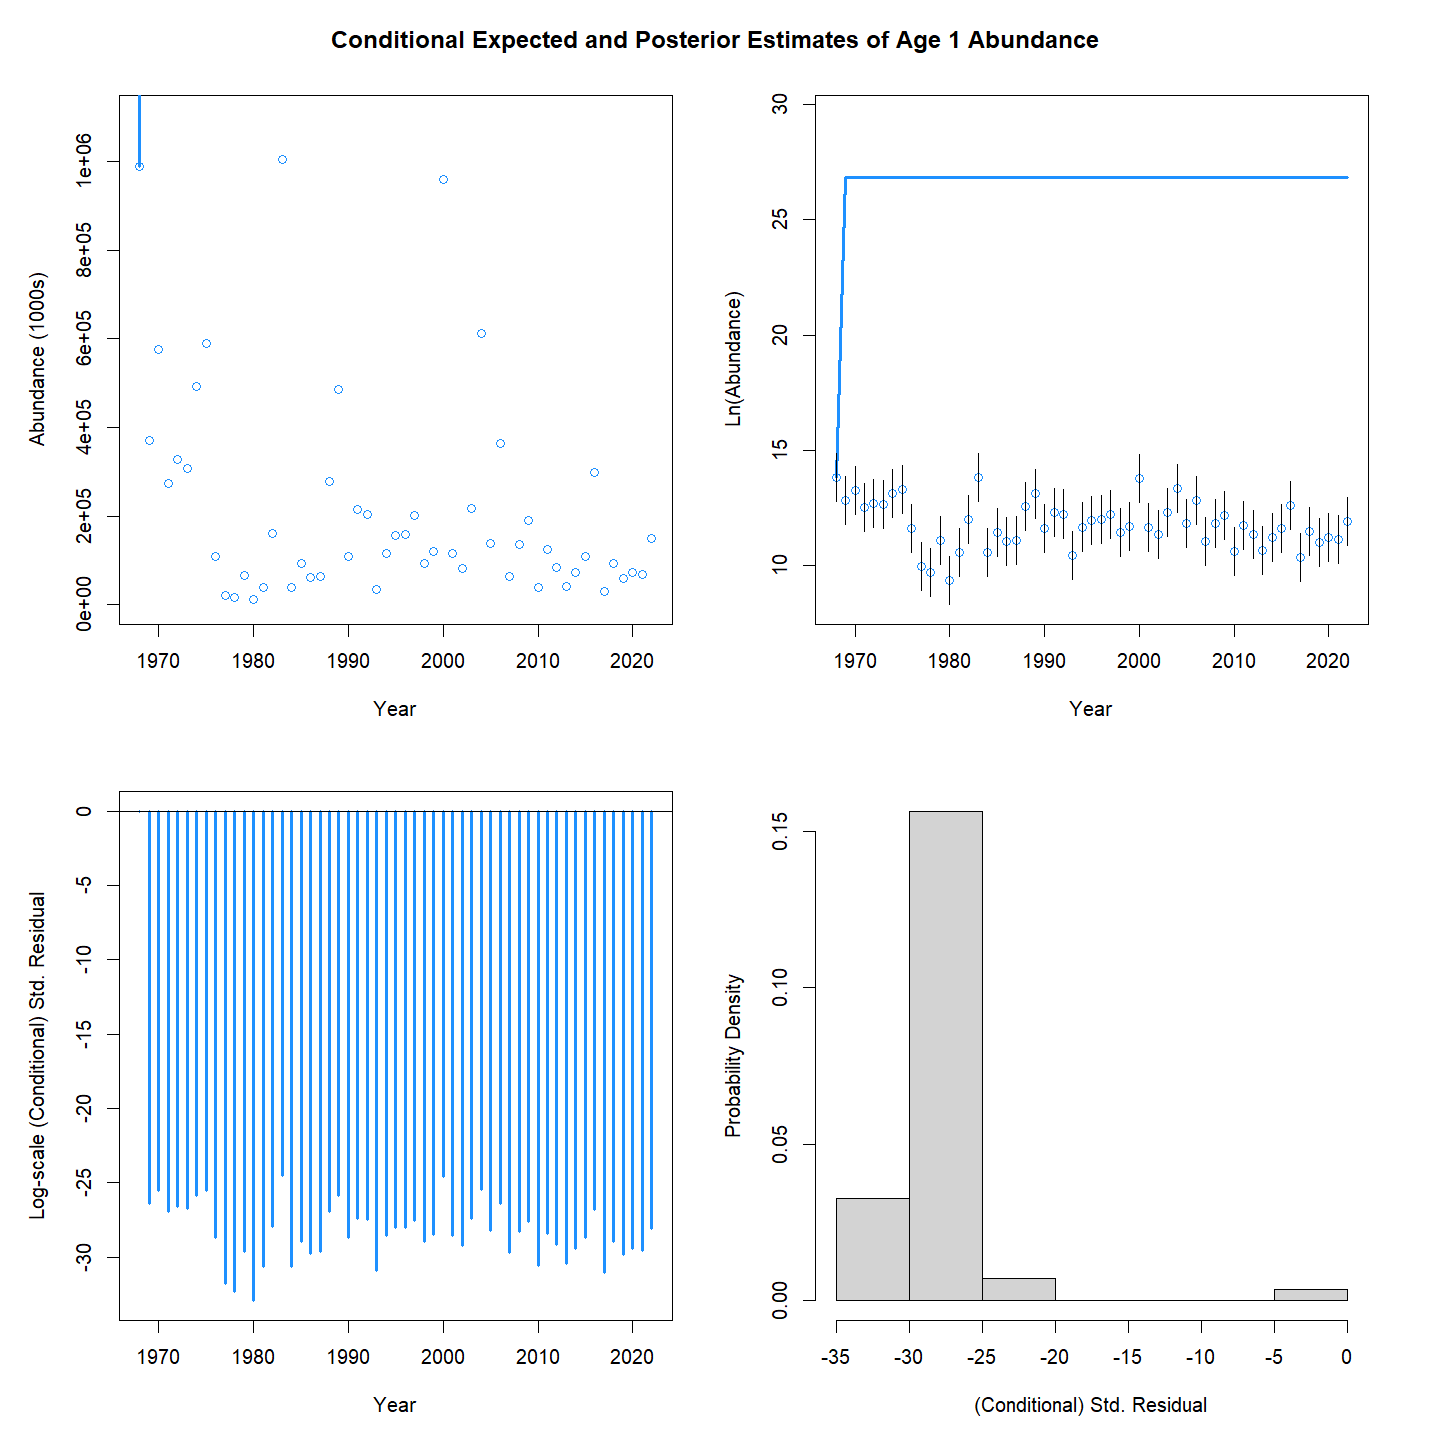 Conditional Expected and Posterior Estimates of Age 1 Abundance
Abundance (1000s)
0e+00 2e+05 4e+05 6e+05 8e+05 1e+06
1970 1980 1990 2000 2010 2020
Year
Ln(Abundance)
10 15 20 25 30
1970 1980 1990 2000 2010 2020
Year
Log-scale (Conditional) Std. Residual
-30 -25 -20 -15 -10 -5 0
1970 1980 1990 2000 2010 2020
Year
Probability Density
0.00 0.05 0.10 0.15
-35 -30 -25 -20 -15 -10 -5 0
(Conditional) Std. Residual